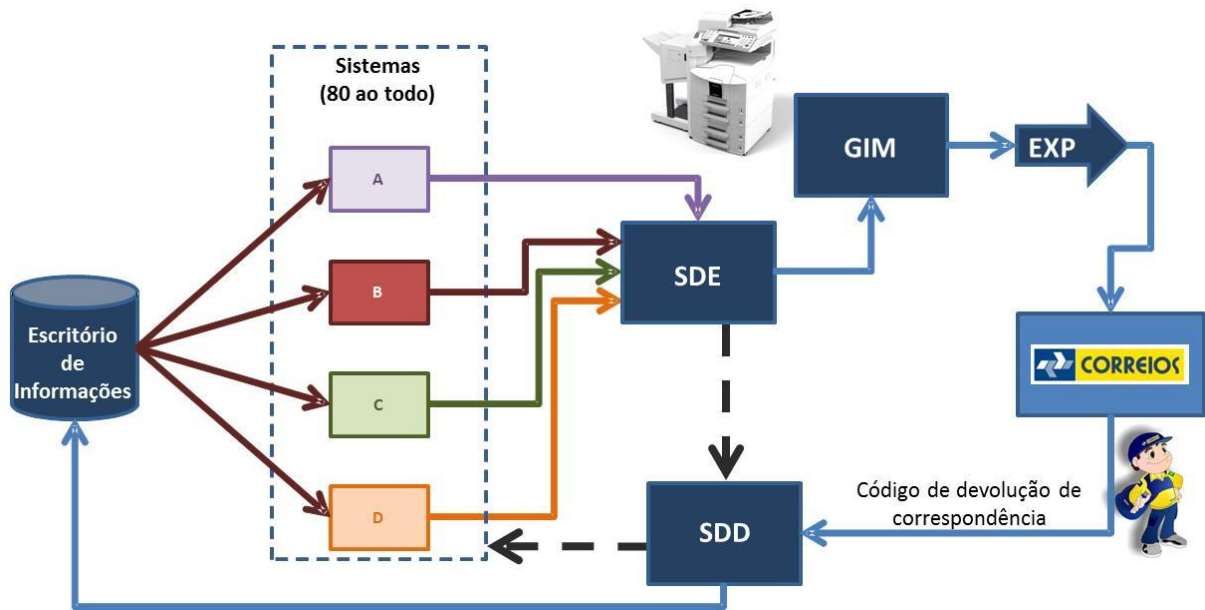 Sistemas
(80 ao todo)
A
B
C
D
Escritório
de
Informações
SDE
GIM
EXP
CORREIOS
Código de devolução de
correspondência
SDD